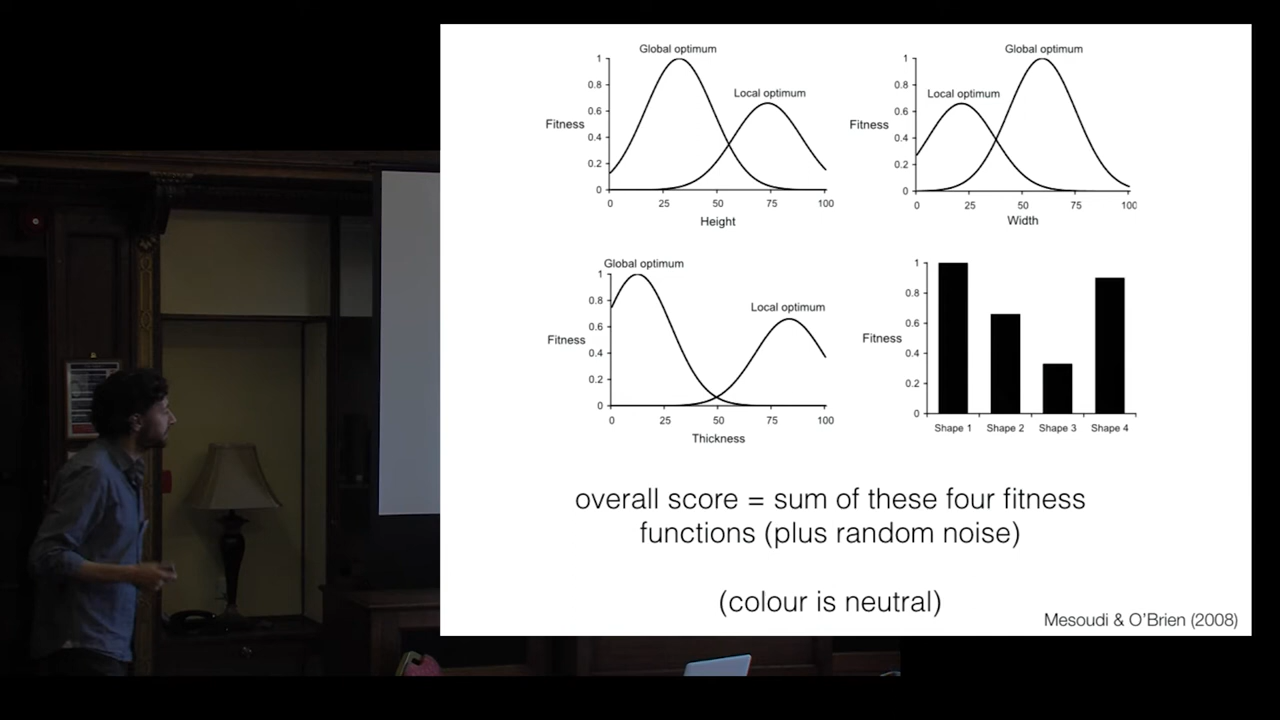 Global optimum
Local optimum
Fitness
1
0.8
0.6
0.4
0.2
0
0 25 50 75 100
Height
Global optimum
Local optimum
Fitness
1
0.8
0.6
0.4
0.2
0
0 25 50 75 100
Width
Global optimum
Local optimum
Fitness
1
0.8
0.6
0.4
0.2
0
0 25 50 75 100
Thickness
Fitness
1
0.8
0.6
0.4
0.2
0
Shape 1 Shape 2 Shape 3 Shape 4
overall score = sum of these four fitness
functions (plus random noise)
(colour is neutral)
Mesoudi & O'Brien (2008)